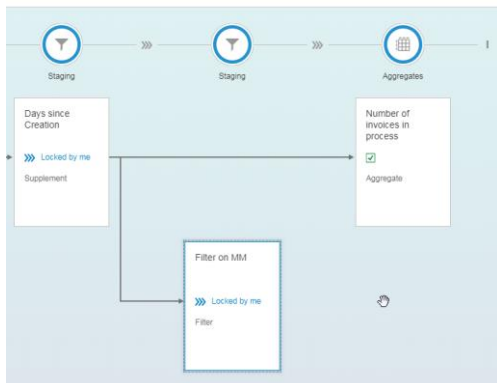 Staging
Staging
Aggregates
Days since
Creation
Locked by me
Supplement
Number of
invoices in
process
Aggregate
Filter on MM
Locked by me
Filter